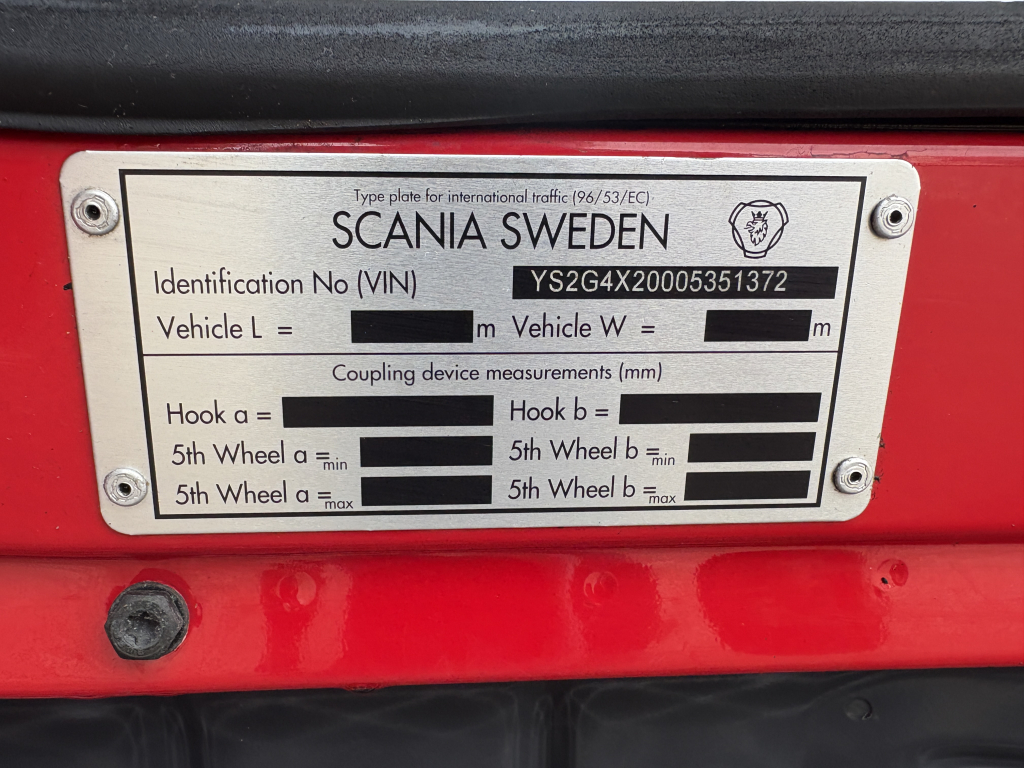 Type plate for international traffic (96/53/EC)
SCANIA SWEDEN
Identification No (VIN) YS2G4X20005351372
Vehicle L = m Vehicle W = m
Coupling device measurements (mm)
Hook a = Hook b =
5th Wheel a =min 5th Wheel b =min
5th Wheel a =max 5th Wheel b =max